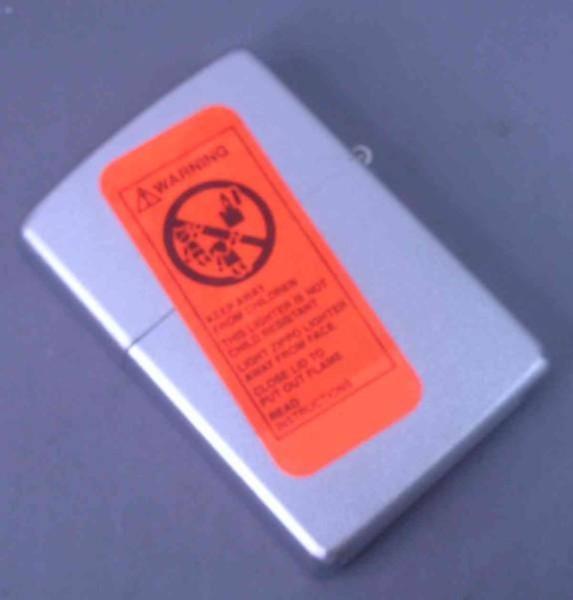 WARNING
KEEP AWAY
FROM CHILDREN
THIS LIGHTER IS NOT
CHILD RESISTANT
LIGHT ZIPPO LIGHTER
AWAY FROM FACE
CLOSE LID TO
PUT OUT FLAME
READ
INSTRUCTIONS